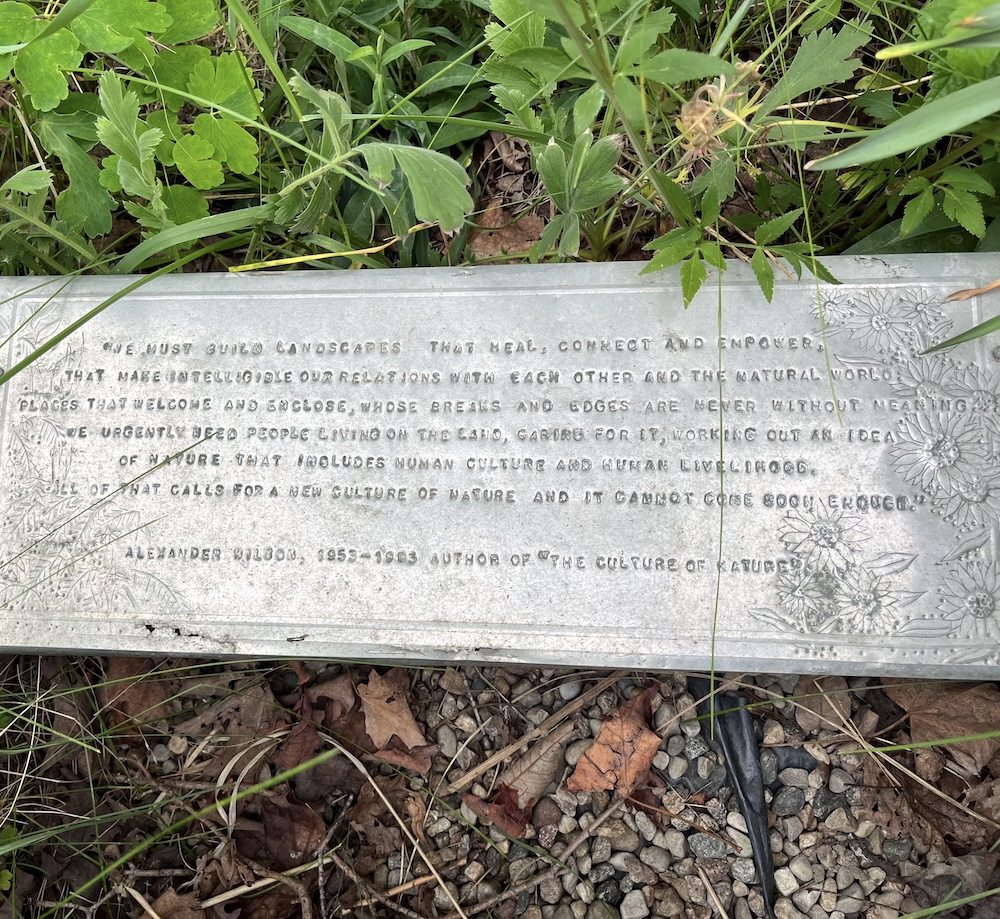 "WE MUST BUILD LANDSCAPES THAT HEAL, CONNECT AND EMPOWER,
THAT MAKE INTELLIGIBLE OUR RELATIONS WITH EACH OTHER AND THE NATURAL WORLD
PLACES THAT WELCOME AND ENCLOSE, WHOSE BREAKS AND EDGES ARE NEVER WITHOUT MEANING
WE URGENTLY NEED PEOPLE LIVING ON THE LAND, CARING FOR IT, WORKING OUT AN IDEA
OF NATURE THAT INCLUDES HUMAN CULTURE AND HUMAN LIVELIHOOD.
ALL OF THAT CALLS FOR A NEW CULTURE OF NATURE AND IT CANNOT COME SOON ENOUGH."
ALEXANDER WILSON, 1953-1993 AUTHOR OF "THE CULTURE OF NATURE"